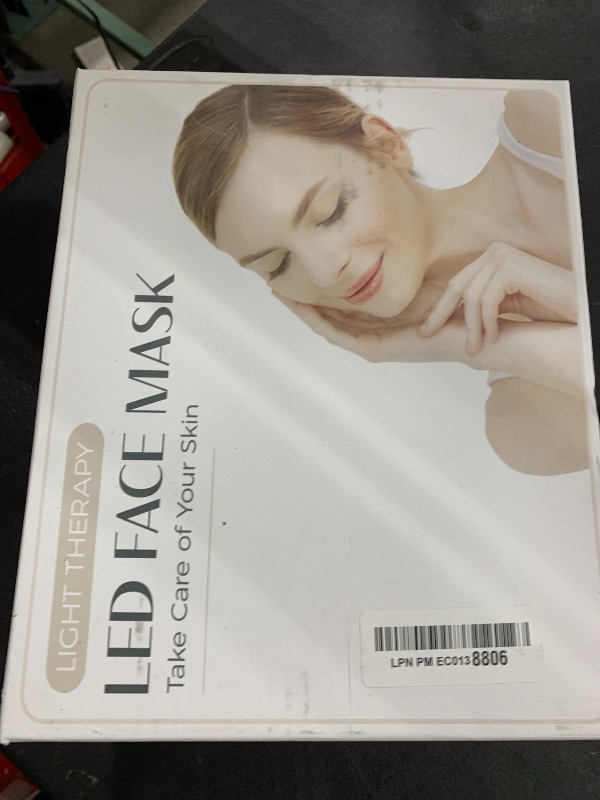 LIGHT THERAPY
LED FACE MASK
Take Care of Your Skin
LPN PM EC0138806